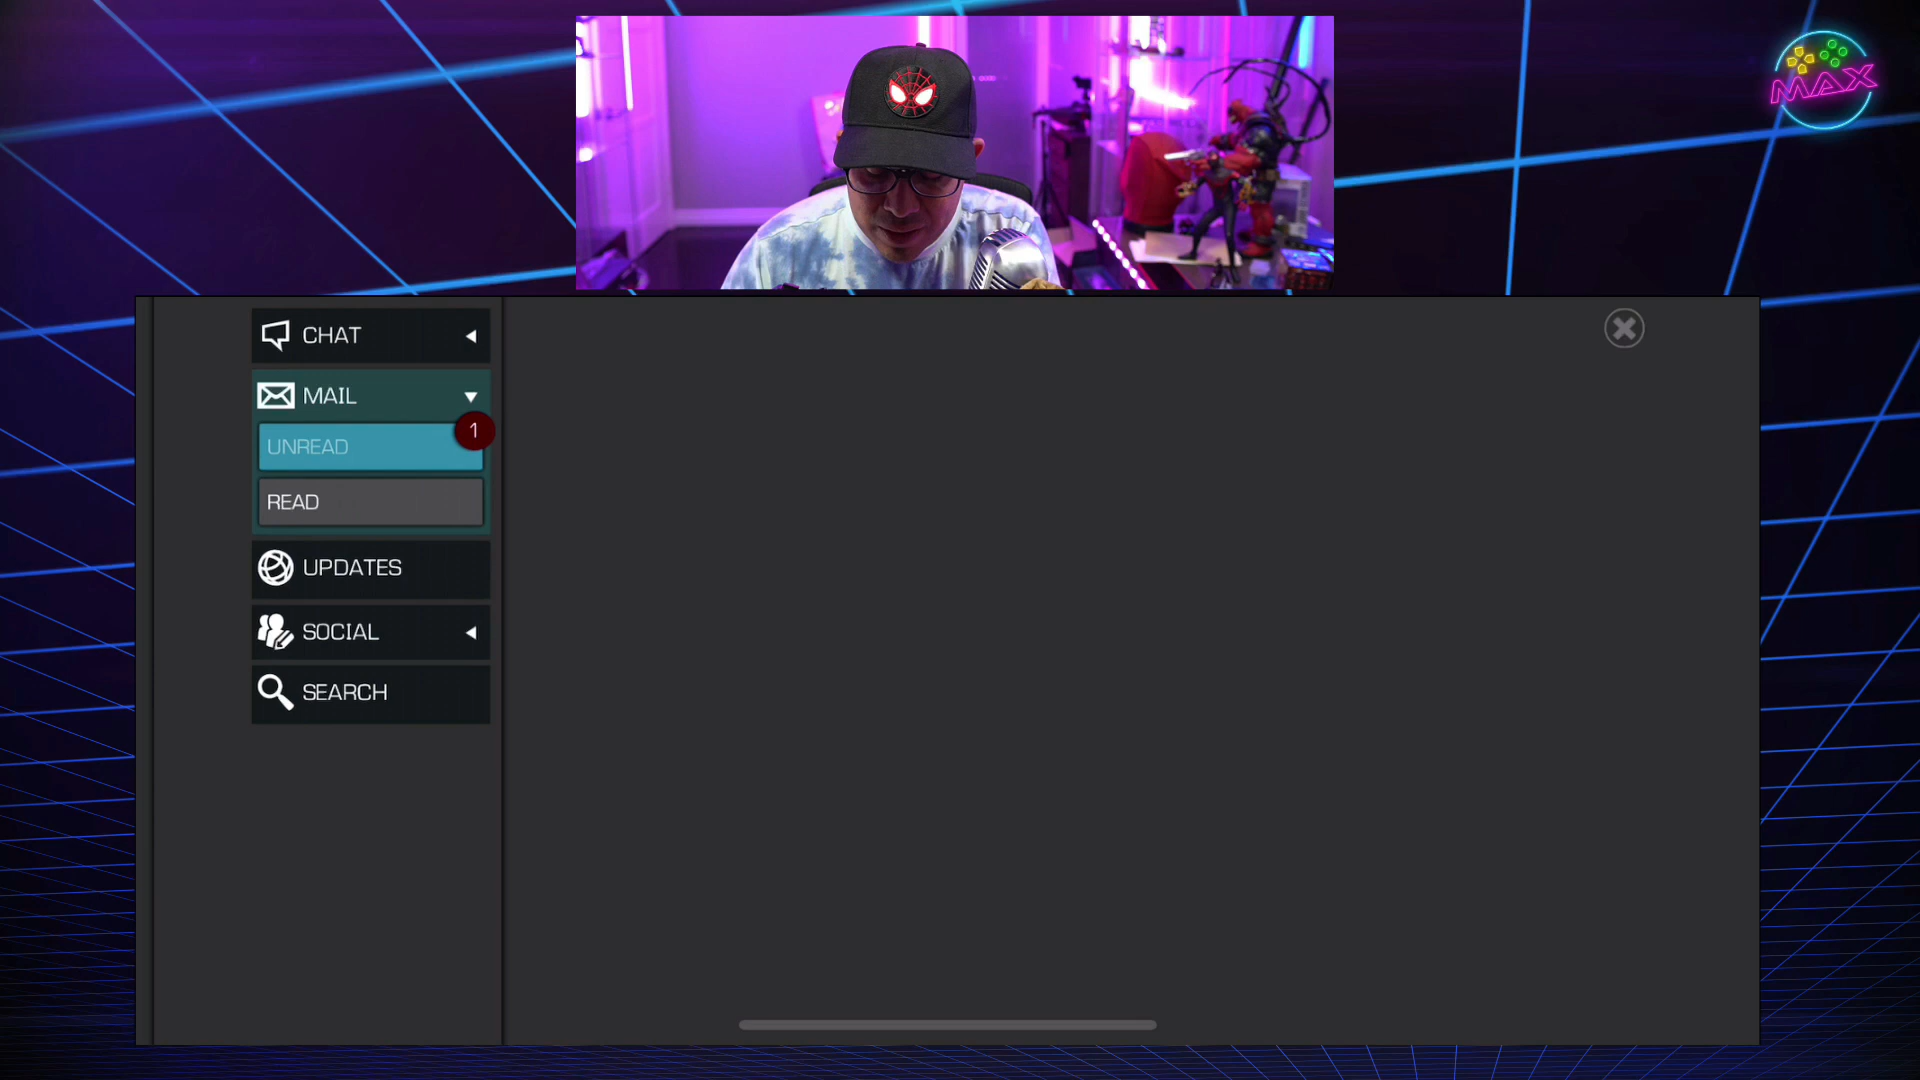 MAX
CHAT
MAIL
1
UNREAD
READ
UPDATES
SOCIAL
SEARCH